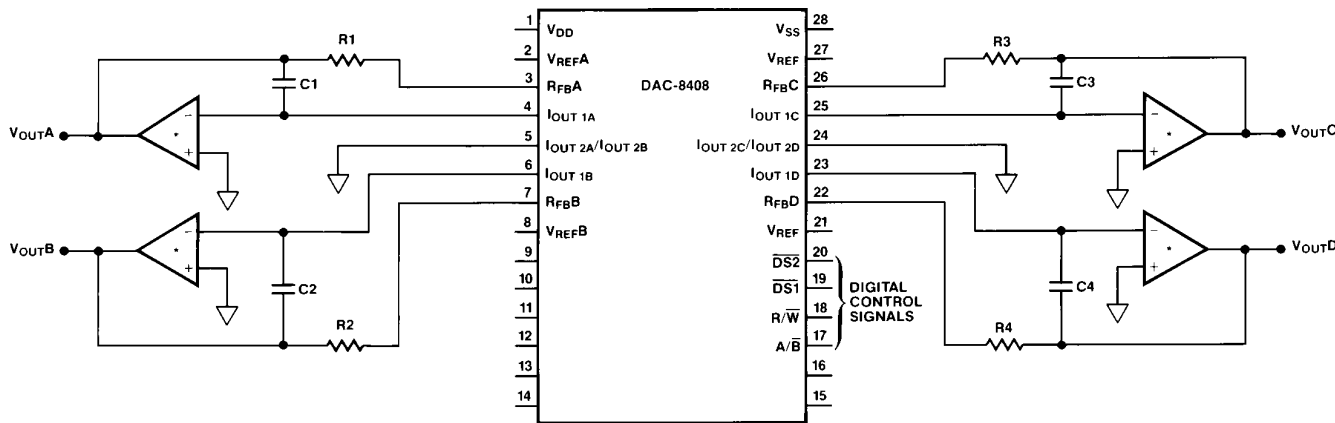 DAC-8408
1 VDD
2 VREFA
3 RFBA
4 IOUT 1A
5 IOUT 2A/IOUT 2B
6 IOUT 1B
7 RFBB
8 VREFB
9
10
11
12
13
14
28 VSS
27 VREF
26 RFBC
25 IOUT 1C
24 IOUT 2C/IOUT 2D
23 IOUT 1D
22 RFBD
21 VREF
20 D̅S̅2̅
19 D̅S̅1̅
18 R/W̅
17 A/B̅
16
15
DIGITAL
CONTROL
SIGNALS
R1
C1
VOUTA
-
*
+
VOUTB
-
*
+
C2
R2
R3
C3
-
*
+
VOUTC
-
*
+
VOUTD
C4
R4